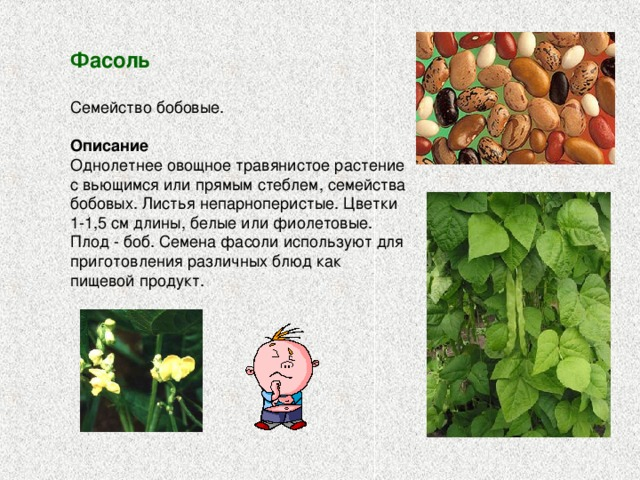 Фасоль
Семейство бобовые.
Описание
Однолетнее овощное травянистое растение
с вьющимся или прямым стеблем, семейства
бобовых. Листья непарноперистые. Цветки
1-1,5 см длины, белые или фиолетовые.
Плод - боб. Семена фасоли используют для
приготовления различных блюд как
пищевой продукт.